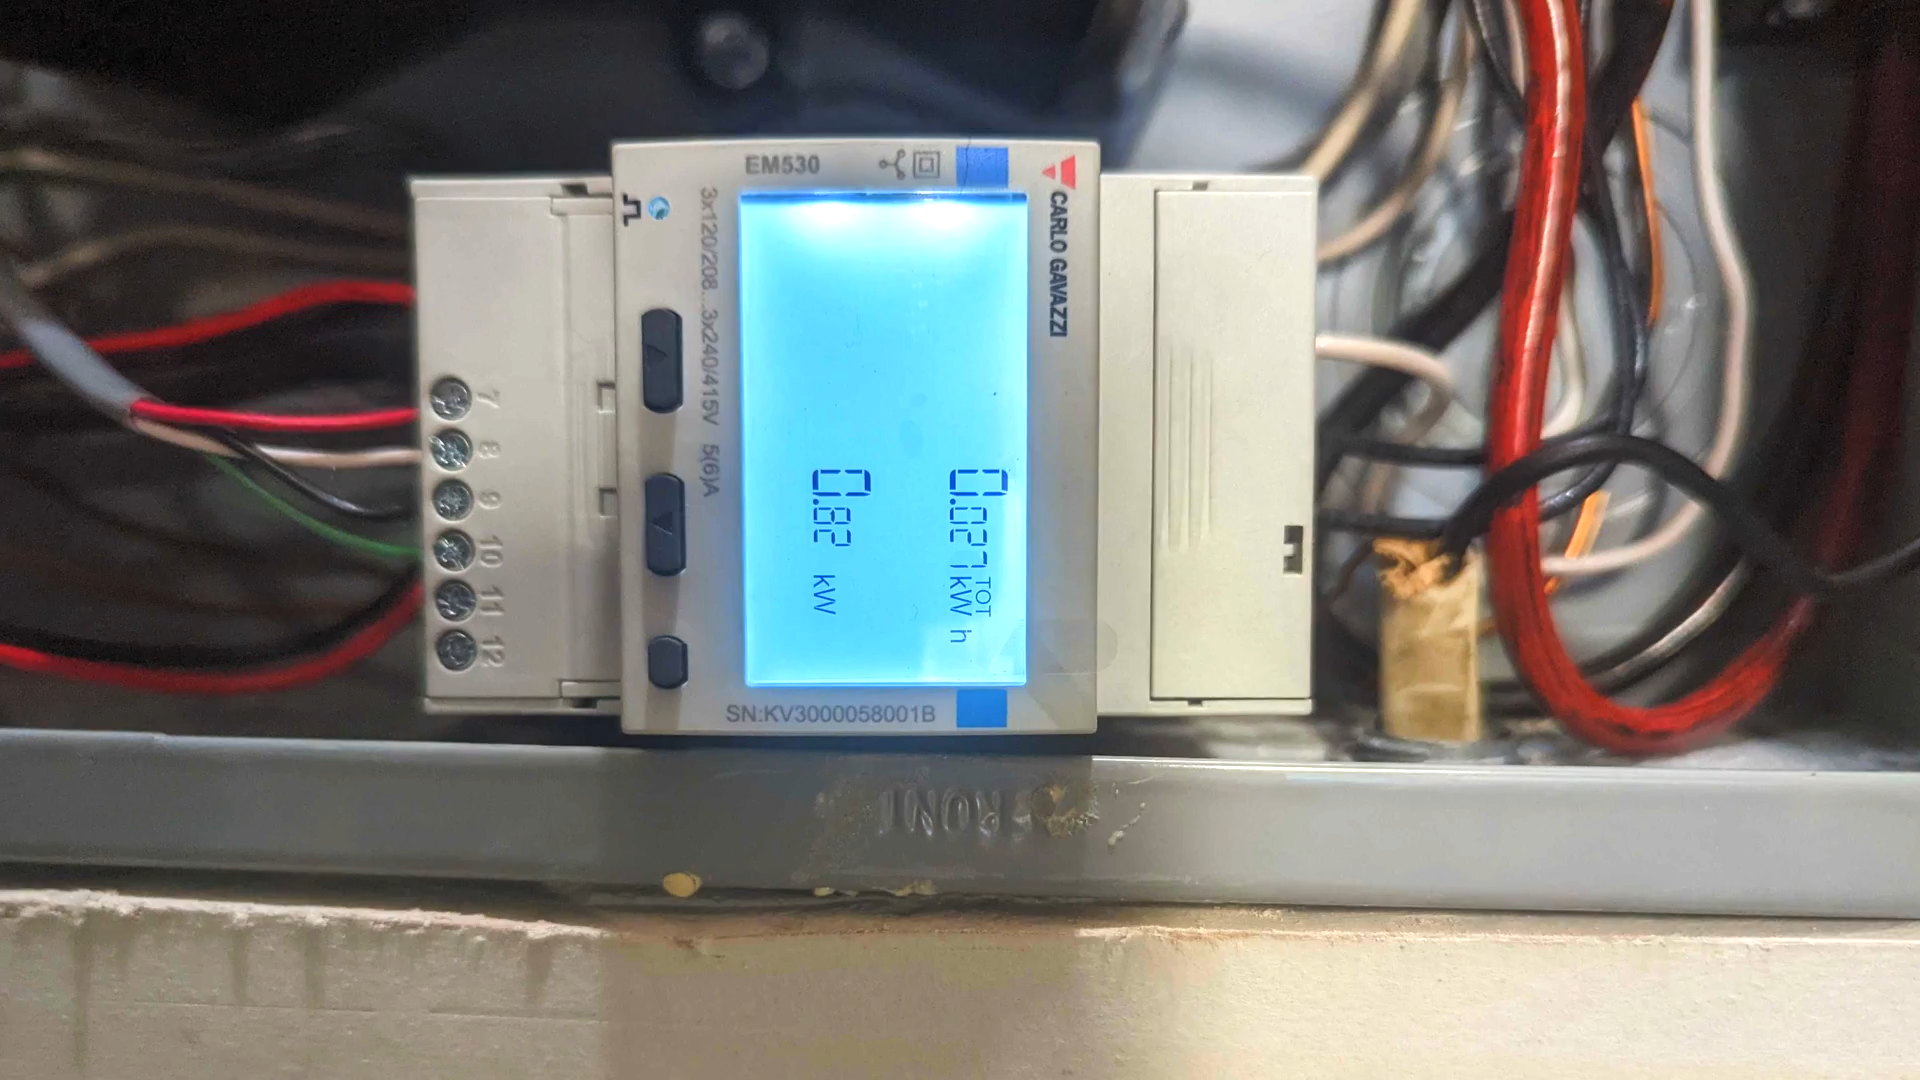 CARLO GAVAZZI
EM530
0.027 kWh TOT
0.82 kW
3x120/208...3x240/415V 5(6)A
SN:KV3000058001B
7
8
9
10
11
12
FRONT